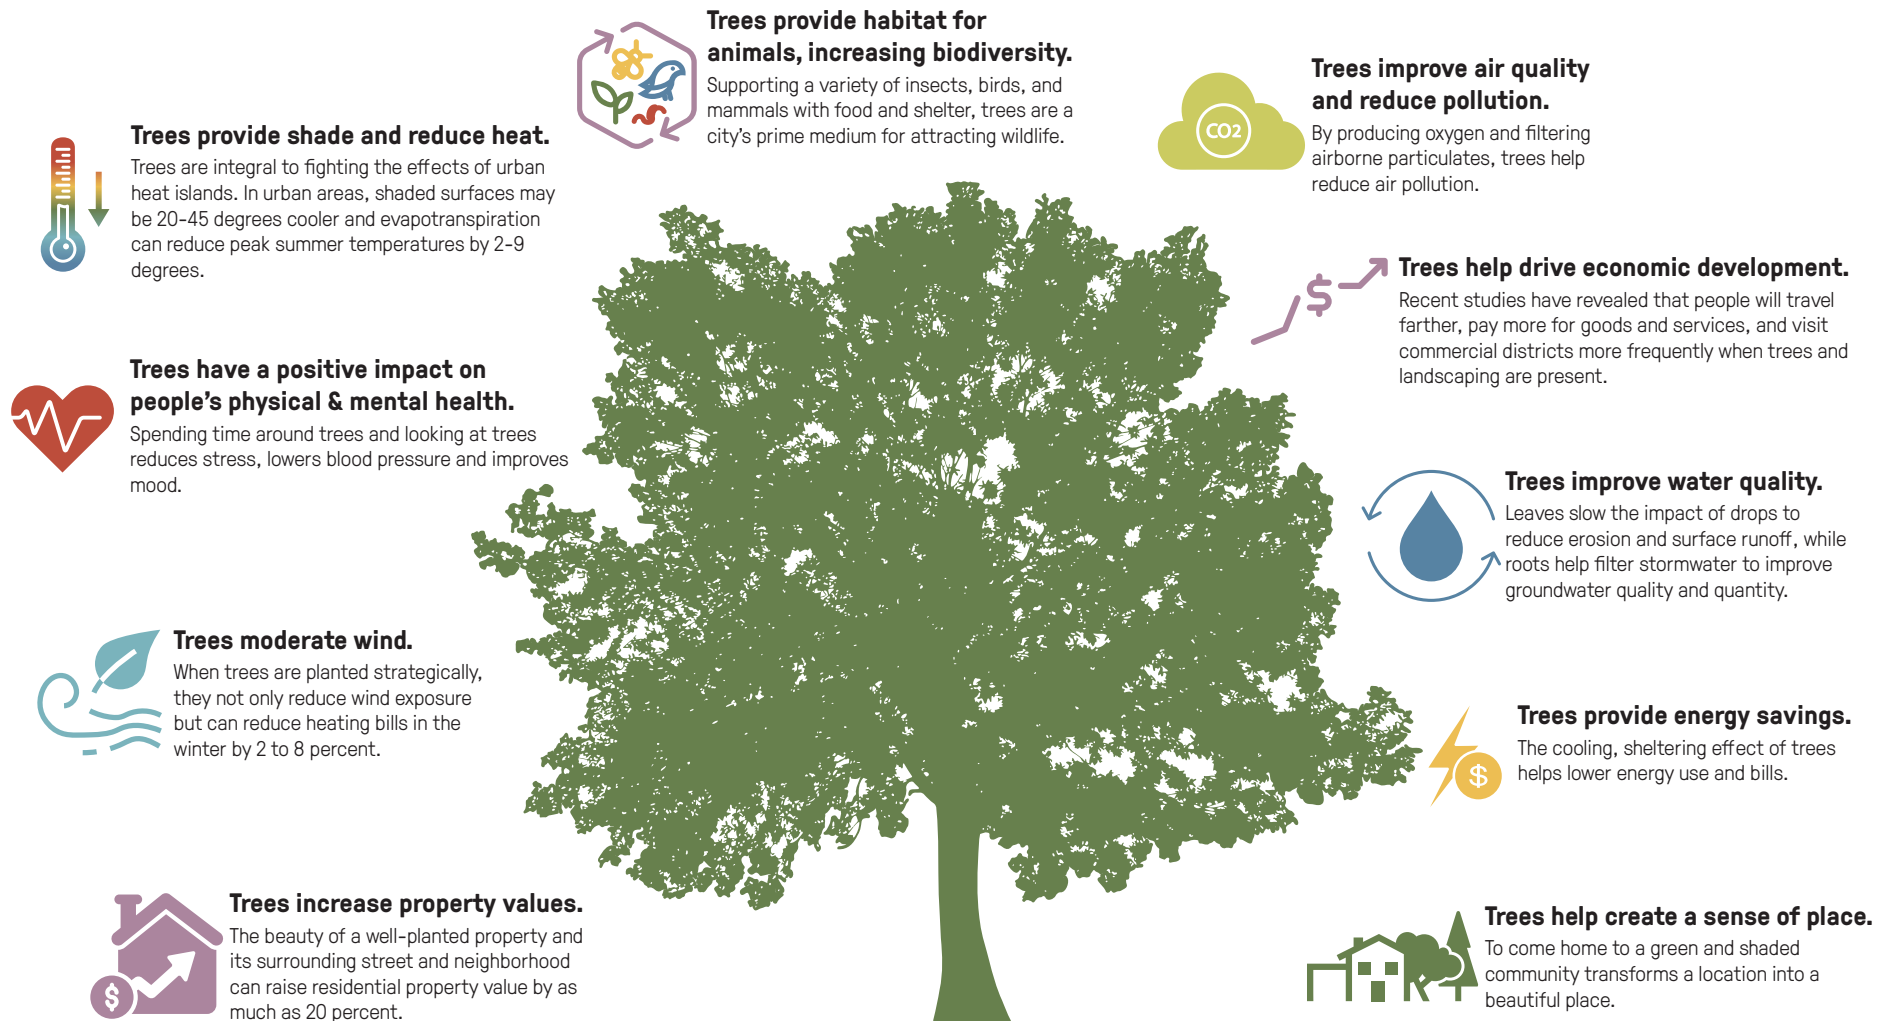 Trees provide habitat for
animals, increasing biodiversity.
Supporting a variety of insects, birds, and
mammals with food and shelter, trees are a
city's prime medium for attracting wildlife.
CO2
Trees improve air quality
and reduce pollution.
By producing oxygen and filtering
airborne particulates, trees help
reduce air pollution.
Trees provide shade and reduce heat.
Trees are integral to fighting the effects of urban
heat islands. In urban areas, shaded surfaces may
be 20-45 degrees cooler and evapotranspiration
can reduce peak summer temperatures by 2-9
degrees.
$
Trees help drive economic development.
Recent studies have revealed that people will travel
farther, pay more for goods and services, and visit
commercial districts more frequently when trees and
landscaping are present.
Trees have a positive impact on
people's physical & mental health.
Spending time around trees and looking at trees
reduces stress, lowers blood pressure and improves
mood.
Trees improve water quality.
Leaves slow the impact of drops to
reduce erosion and surface runoff, while
roots help filter stormwater to improve
groundwater quality and quantity.
Trees moderate wind.
When trees are planted strategically,
they not only reduce wind exposure
but can reduce heating bills in the
winter by 2 to 8 percent.
$
Trees provide energy savings.
The cooling, sheltering effect of trees
helps lower energy use and bills.
$
Trees increase property values.
The beauty of a well-planted property and
its surrounding street and neighborhood
can raise residential property value by as
much as 20 percent.
Trees help create a sense of place.
To come home to a green and shaded
community transforms a location into a
beautiful place.